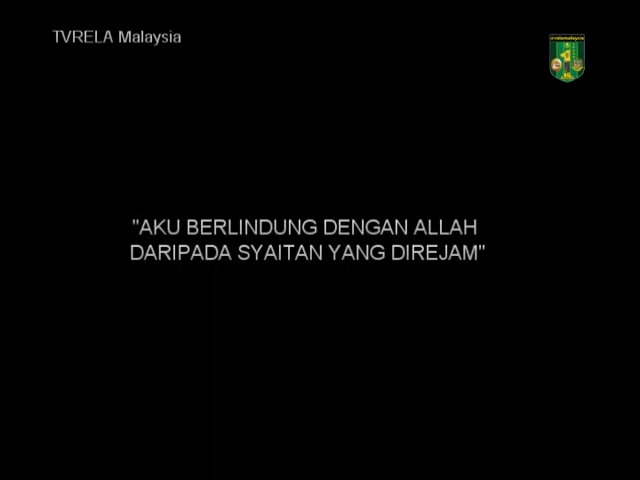 TVRELA Malaysia
"AKU BERLINDUNG DENGAN ALLAH
DARIPADA SYAITAN YANG DIREJAM"